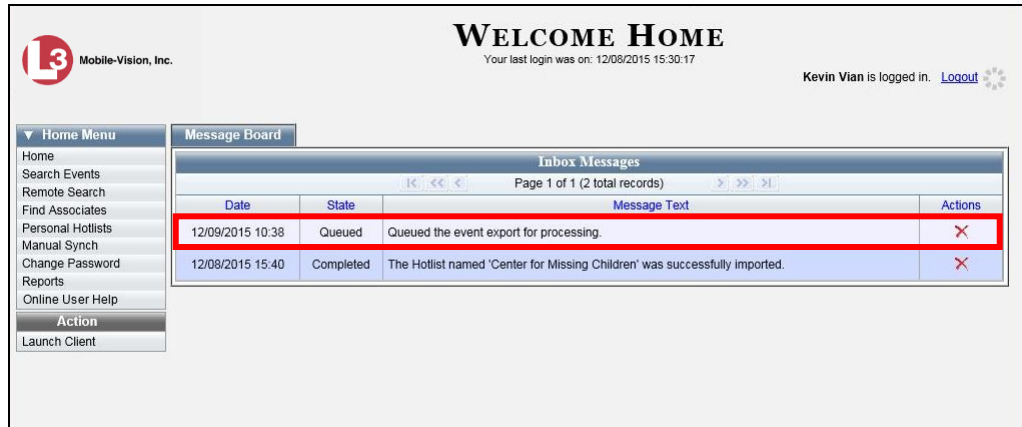 WELCOME HOME
Your last login was on: 12/08/2015 15:30:17
L3 Mobile-Vision, Inc.
Kevin Vian is logged in. Logout
▼ Home Menu
Home
Search Events
Remote Search
Find Associates
Personal Hotlists
Manual Synch
Change Password
Reports
Online User Help
Action
Launch Client
Message Board
Inbox Messages
Page 1 of 1 (2 total records)
Date State Message Text Actions
12/09/2015 10:38 Queued Queued the event export for processing.
12/08/2015 15:40 Completed The Hotlist named 'Center for Missing Children' was successfully imported.